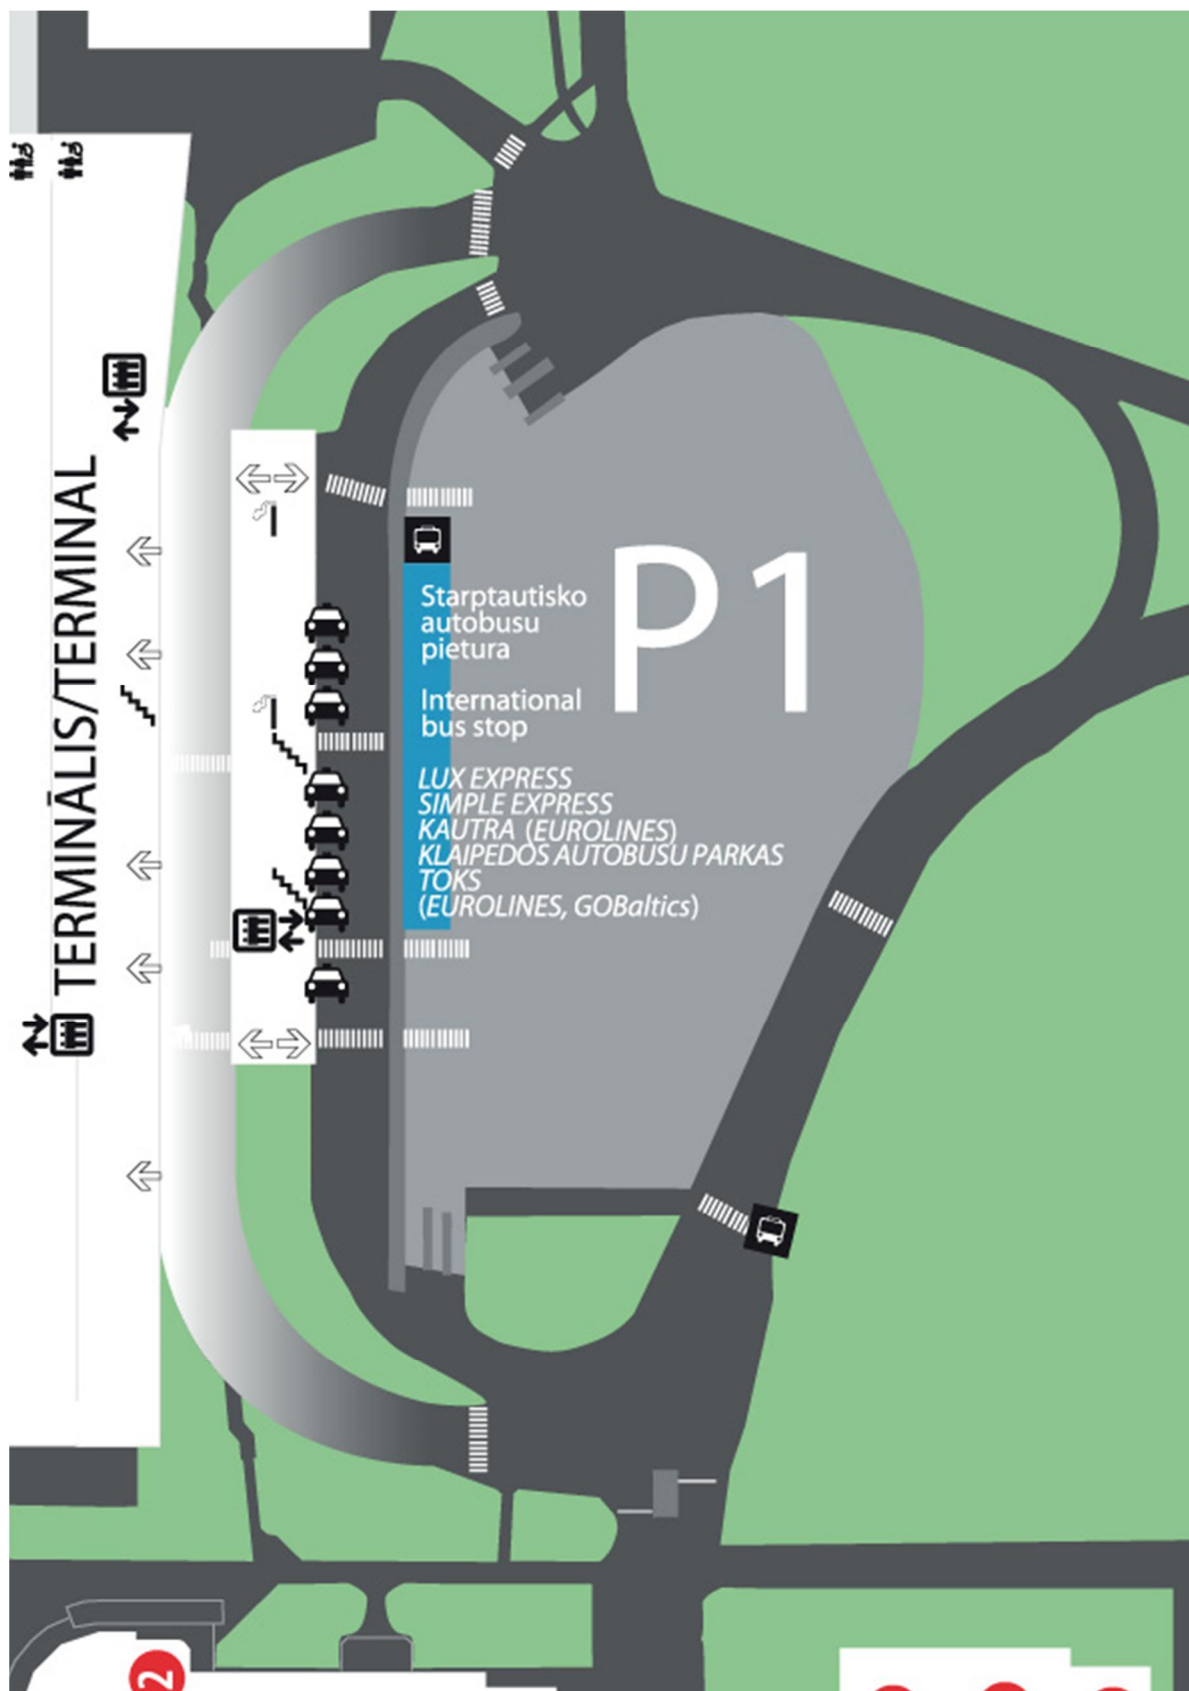 TERMINĀLIS/TERMINAL
P1
Starptautisko
autobusu
pietura
International
bus stop
LUX EXPRESS
SIMPLE EXPRESS
KAUTRA (EUROLINES)
KLAIPEDOS AUTOBUSU PARKAS
TOKS
(EUROLINES, GOBaltics)
2